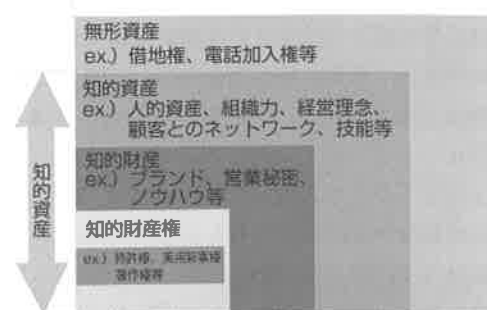 無形資産
ex.）借地権、電話加入権等
知的資産
ex.）人的資産、組織力、経営理念、
顧客とのネットワーク、技能等
知的財産
ex.）ブランド、営業秘密、
ノウハウ等
知的財産権
ex.）特許権、実用新案権
著作権等
知的資産